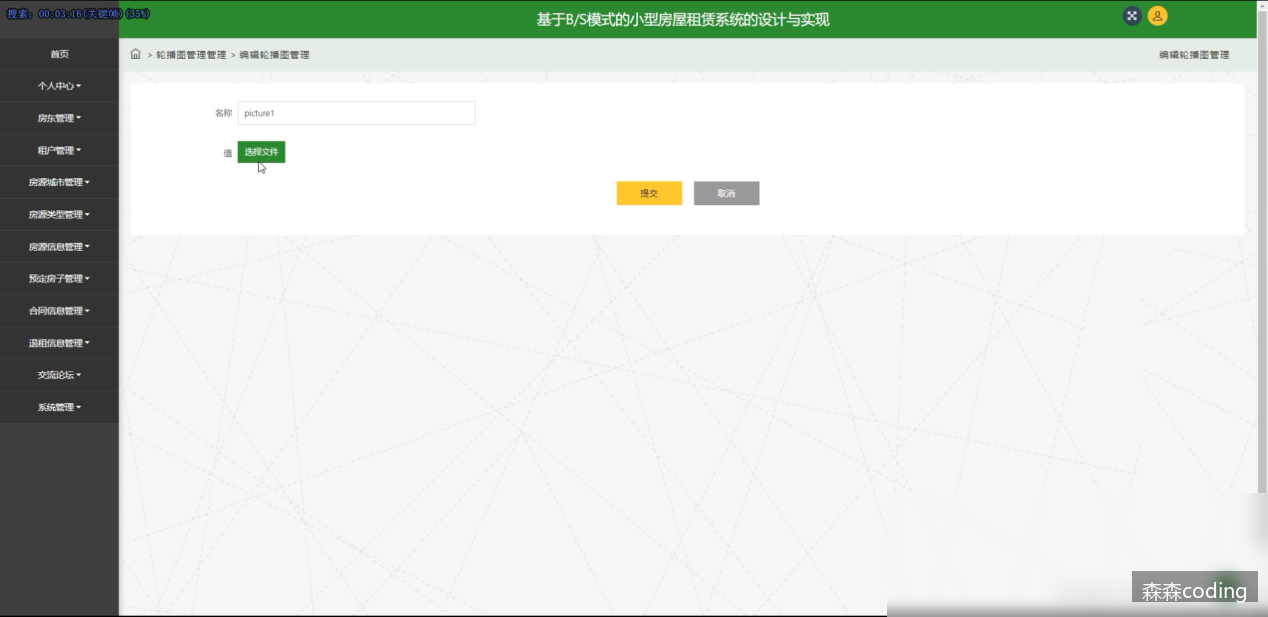 搜索: 00:03:16(关键帧) (35%)
基于B/S模式的小型房屋租赁系统的设计与实现
首页
个人中心
房东管理
租户管理
房源城市管理
房源类型管理
房源信息管理
预定房子管理
合同信息管理
退租信息管理
交流论坛
系统管理
> 轮播图管理管理 > 编辑轮播图管理
编辑轮播图管理
名称 picture1
值 选择文件
提交 取消
森森coding